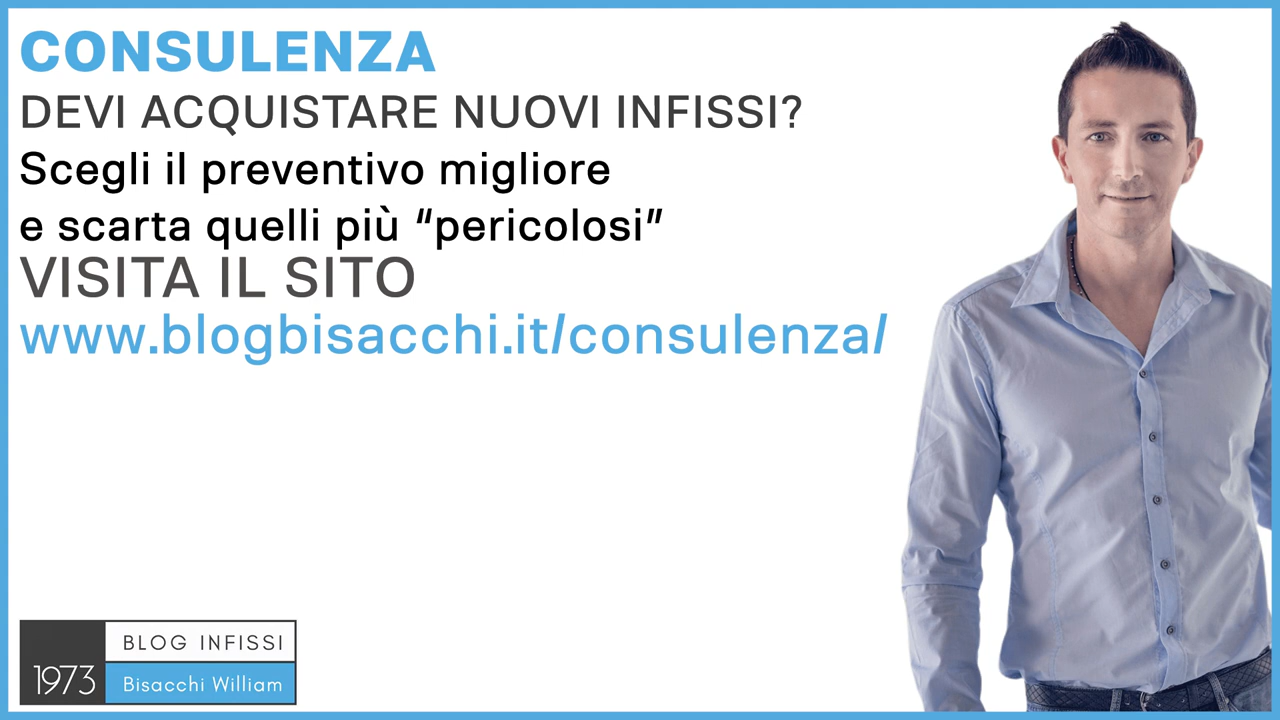 CONSULENZA
DEVI ACQUISTARE NUOVI INFISSI?
Scegli il preventivo migliore
e scarta quelli più “pericolosi”
VISITA IL SITO
www.blogbisacchi.it/consulenza/
BLOG INFISSI
1973
Bisacchi William